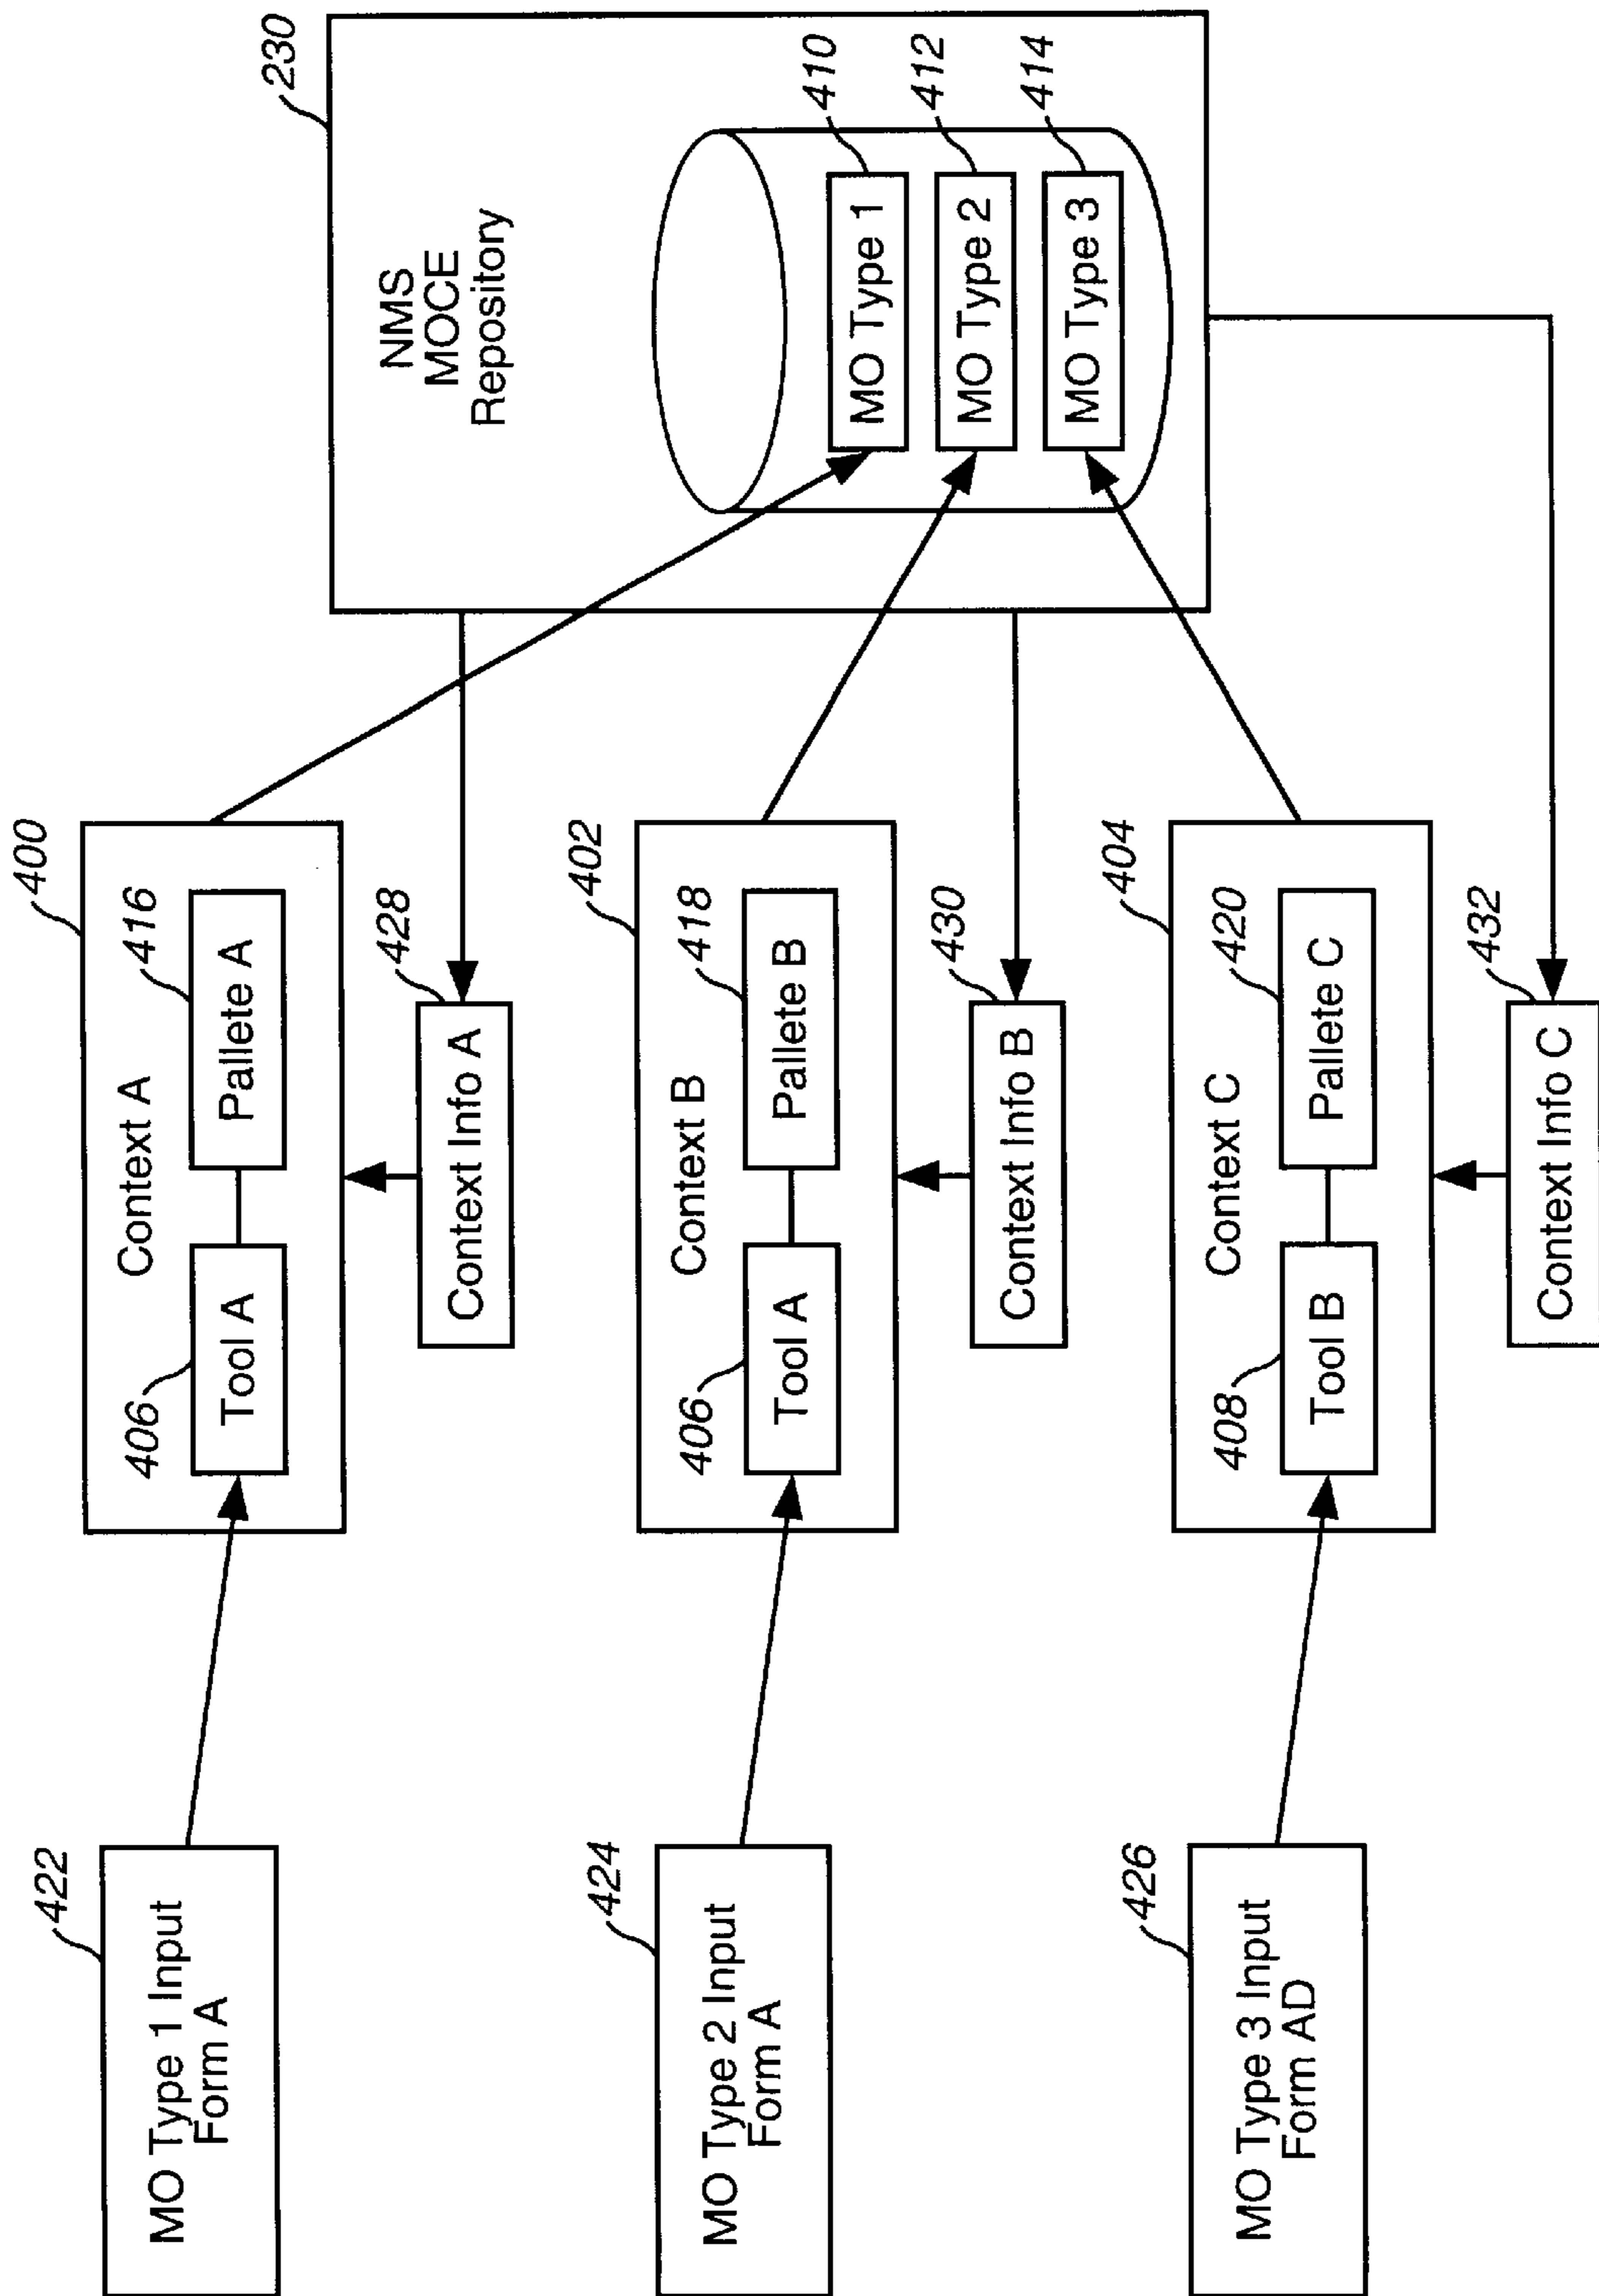 230
NMS
MOCE
Repository
410
MO Type 1
412
MO Type 2
414
MO Type 3
400
Context A
416
406
Tool A
Pallete A
428
Context Info A
402
Context B
418
406
Tool A
Pallete B
430
Context Info B
404
Context C
420
408
Tool B
Pallete C
432
Context Info C
422
MO Type 1 Input
Form A
424
MO Type 2 Input
Form A
426
MO Type 3 Input
Form AD